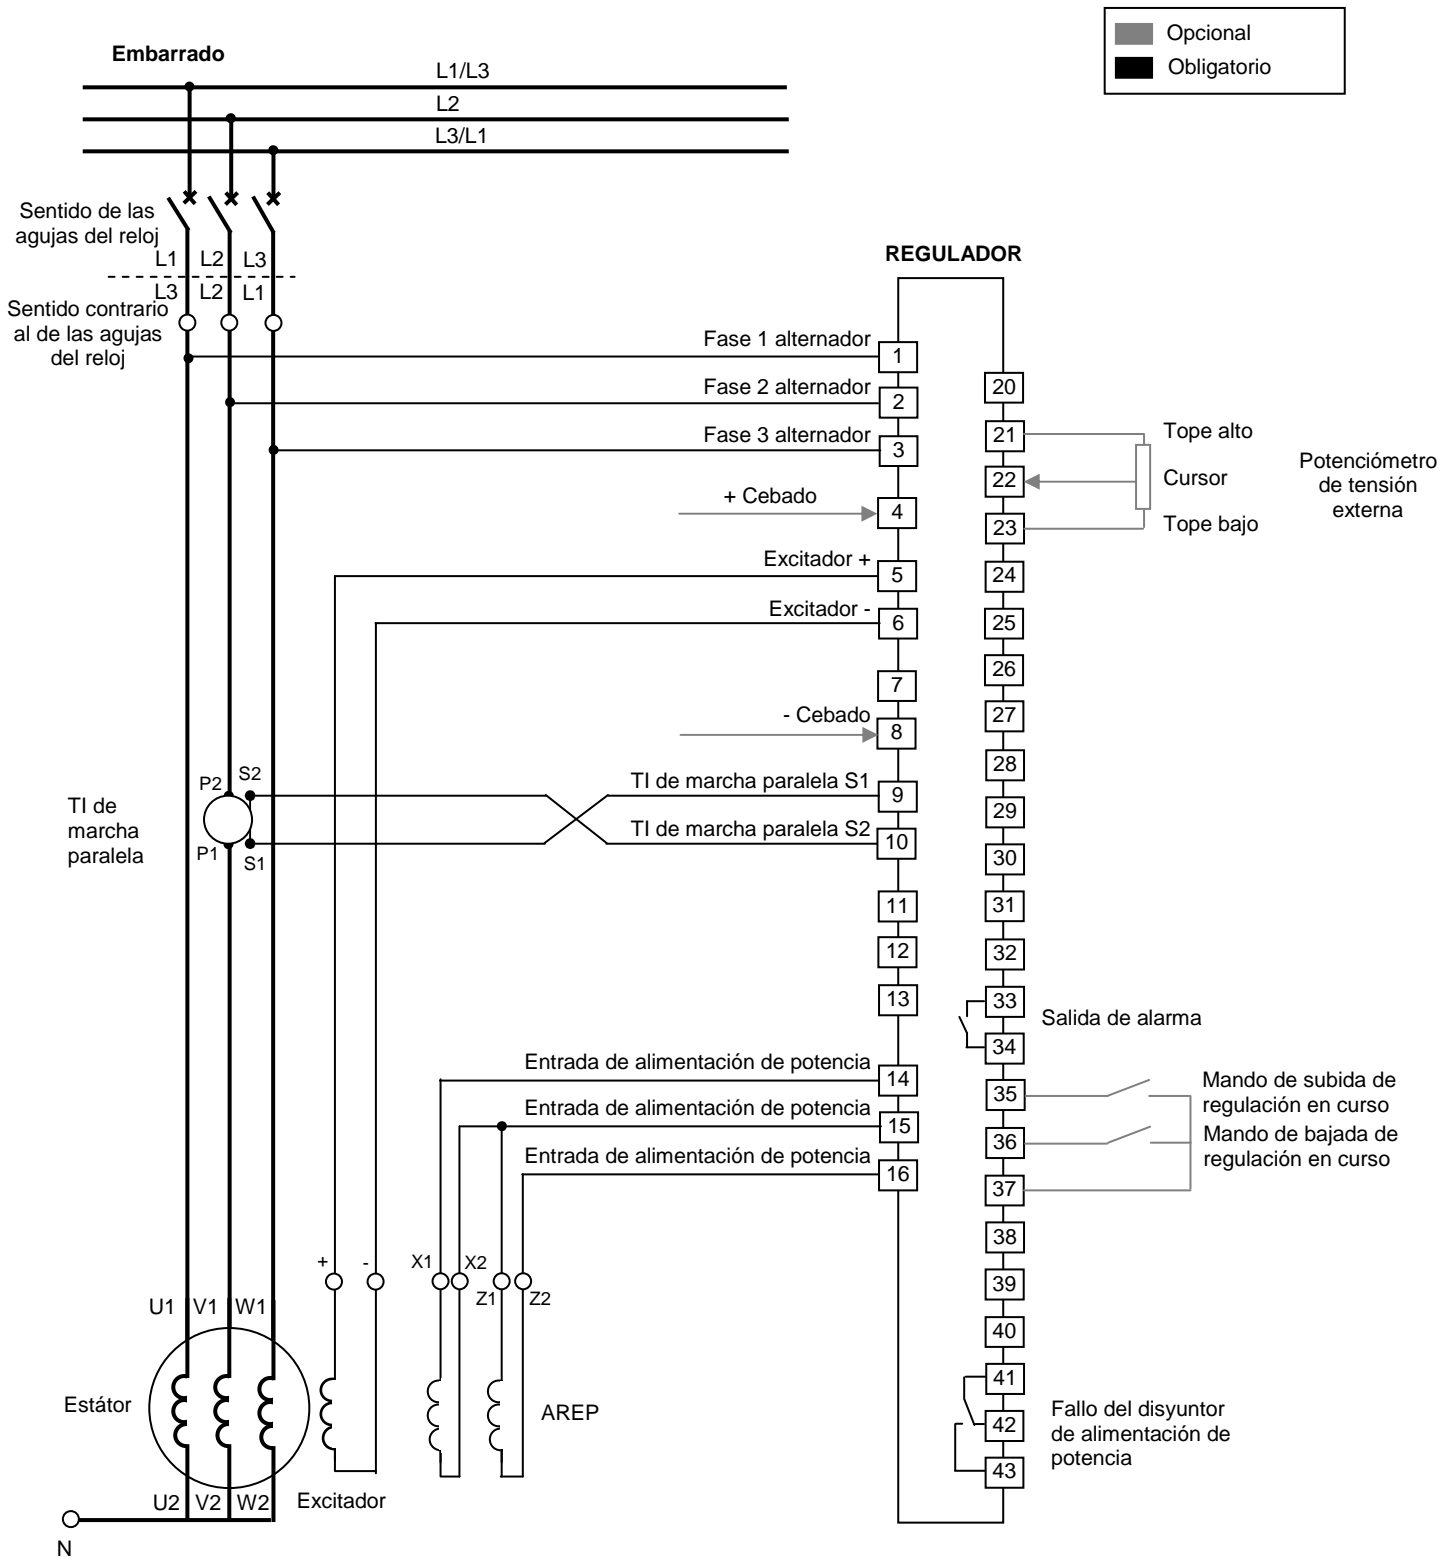 Opcional
Obligatorio
Embarrado
L1/L3
L2
L3/L1
Sentido de las
agujas del reloj
L1 L2 L3
L3 L2 L1
Sentido contrario
al de las agujas
del reloj
REGULADOR
Fase 1 alternador
1
Fase 2 alternador
2
Fase 3 alternador
3
+ Cebado
4
Excitador +
5
Excitador -
6
7
- Cebado
8
TI de marcha paralela S1
9
TI de marcha paralela S2
10
11
12
13
Entrada de alimentación de potencia
14
Entrada de alimentación de potencia
15
Entrada de alimentación de potencia
16
20
21
Tope alto
22
Cursor
23
Tope bajo
Potenciómetro
de tensión
externa
24
25
26
27
28
29
30
31
32
33
34
Salida de alarma
35
Mando de subida de
regulación en curso
36
Mando de bajada de
regulación en curso
37
38
39
40
41
42
43
Fallo del disyuntor
de alimentación de
potencia
P2 S2
P1 S1
TI de
marcha
paralela
+ -
X1 X2
Z1 Z2
U1 V1 W1
Estátor
AREP
U2 V2 W2
Excitador
N